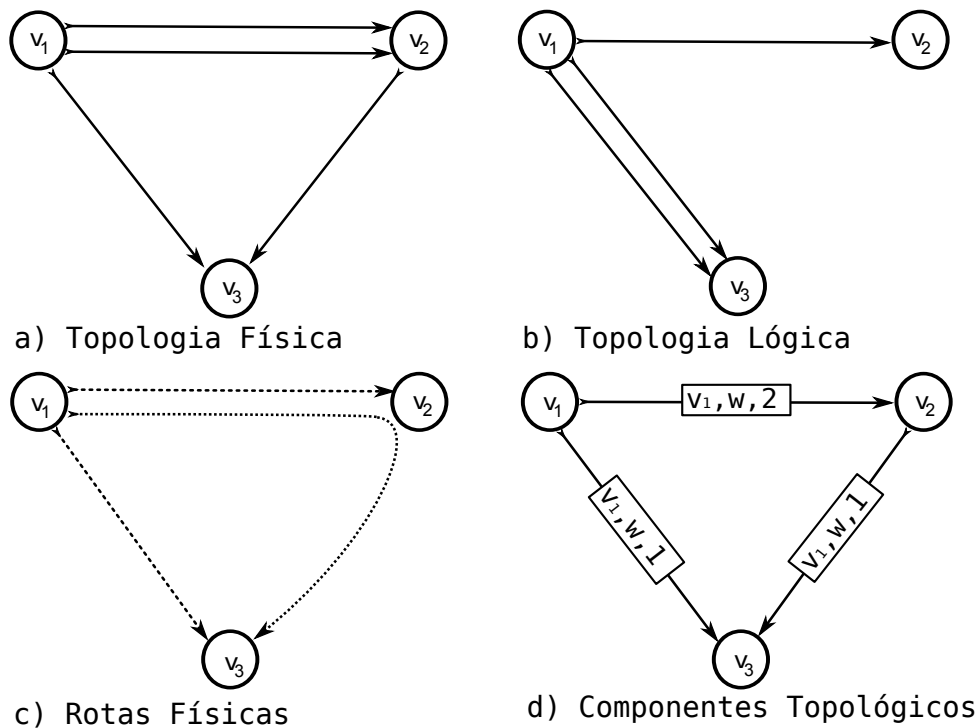 v₁
v₂
v₃
a) Topologia Física
v₁
v₂
v₃
b) Topologia Lógica
v₁
v₂
v₃
c) Rotas Físicas
v₁
v₁,w,2
v₂
v₁,w,1
v₁,w,1
v₃
d) Componentes Topológicos